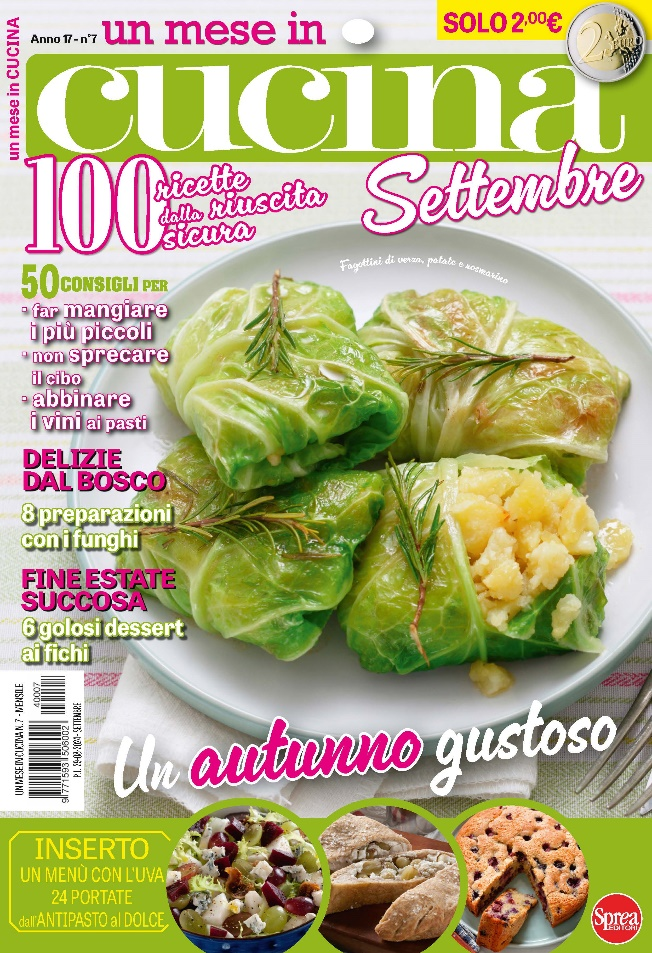 un mese in CUCINA
Anno 17 - n°7
un mese in
cucina
SOLO 2,00€
2 EURO
Settembre
100 ricette
dalla riuscita
sicura
Fagottini di verza, patate e rosmarino
50 CONSIGLI PER
· far mangiare
i più piccoli
· non sprecare
il cibo
· abbinare
i vini ai pasti
DELIZIE
DAL BOSCO
8 preparazioni
con i funghi
FINE ESTATE
SUCCOSA
6 golosi dessert
ai fichi
UN MESE IN CUCINA N. 7 - MENSILE
40007
9 771593 506002
SETTEMBRE
Un autunno gustoso
INSERTO
UN MENÙ CON L'UVA
24 PORTATE
dall'ANTIPASTO al DOLCE
Sprea
EDITORI